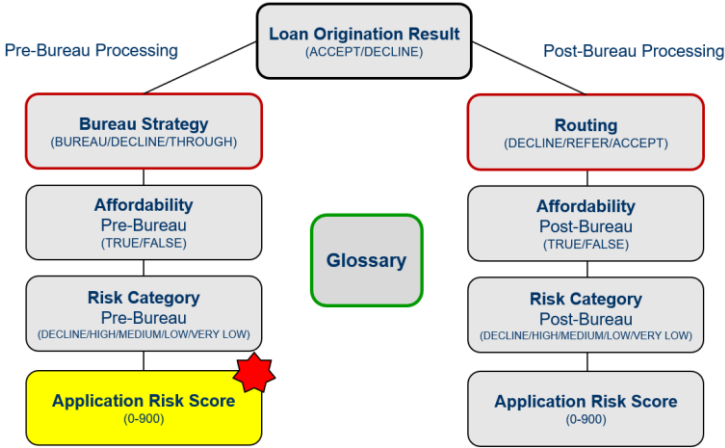 Loan Origination Result
(ACCEPT/DECLINE)
Pre-Bureau Processing
Post-Bureau Processing
Bureau Strategy
(BUREAU/DECLINE/THROUGH)
Affordability
Pre-Bureau
(TRUE/FALSE)
Risk Category
Pre-Bureau
(DECLINE/HIGH/MEDIUM/LOW/VERY LOW)
Application Risk Score
(0-900)
Glossary
Routing
(DECLINE/REFER/ACCEPT)
Affordability
Post-Bureau
(TRUE/FALSE)
Risk Category
Post-Bureau
(DECLINE/HIGH/MEDIUM/LOW/VERY LOW)
Application Risk Score
(0-900)